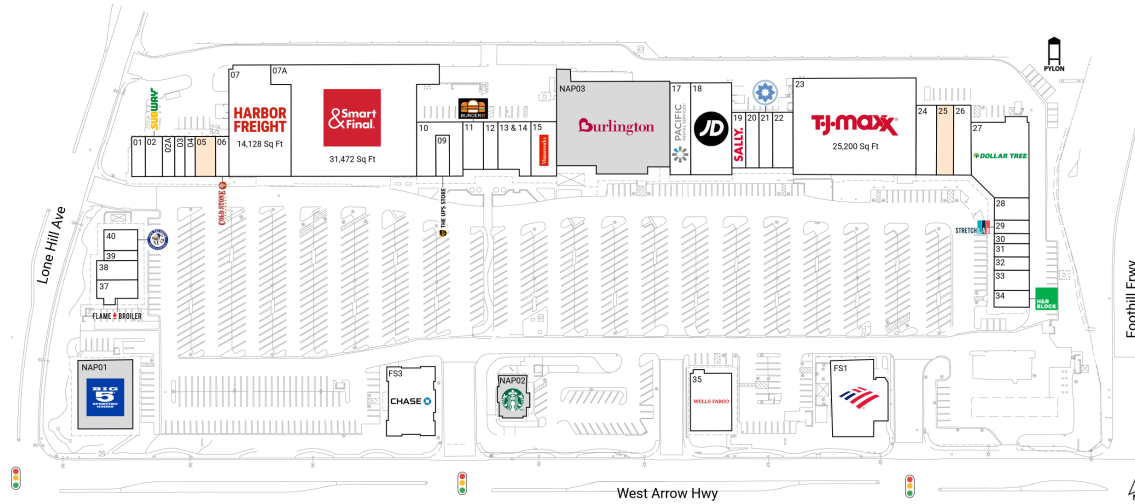 PYLON
07
07A
HARBOR
FREIGHT
14,128 Sq Ft
&Smart
Final.
31,472 Sq Ft
SUBWAY
01
02
02A
03
04
05
06
COLD STONE
10
09
THE UPS STORE
BURGERIM
11
12
13 & 14
15
NAP03
Burlington
17
PACIFIC
18
JD
19
SALLY.
20
21
22
23
T·J·maxx
25,200 Sq Ft
24
25
26
27
DOLLAR TREE
28
29
STRETCH
30
31
32
33
34
H&R
BLOCK
40
39
38
37
FLAME BROILER
Lone Hill Ave
Foothill Frwy
NAP01
BIG
5
SPORTING
GOODS
FS3
CHASE
NAP02
35
WELLS FARGO
FS1
West Arrow Hwy